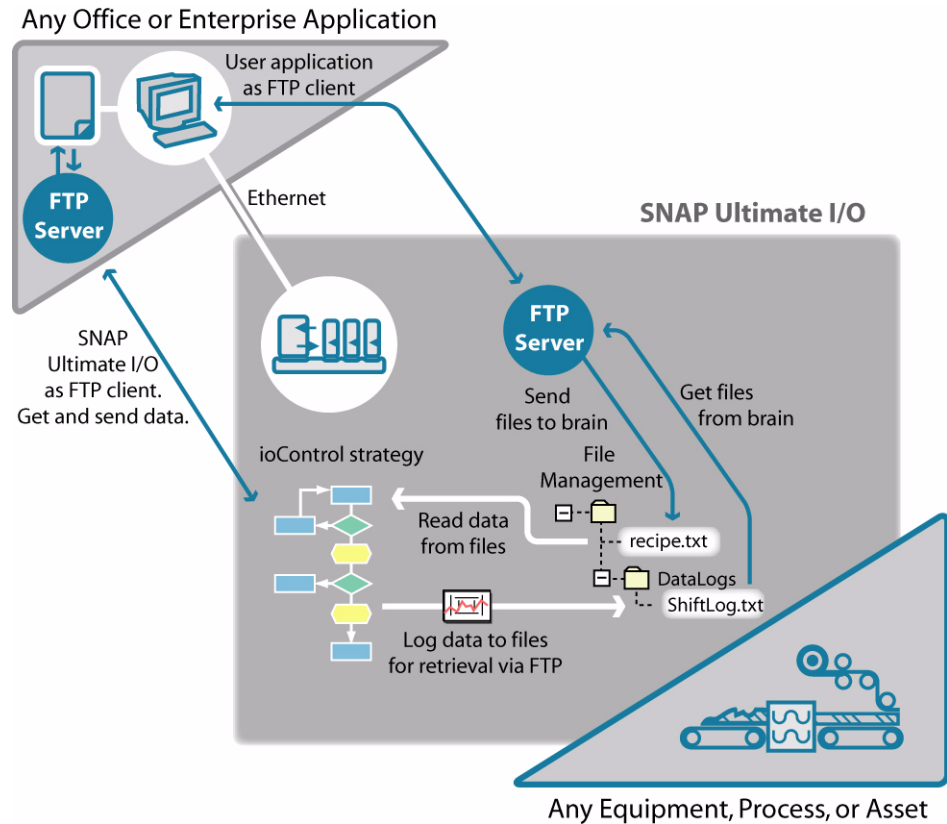 Any Office or Enterprise Application
User application
as FTP client
FTP
Server
Ethernet
SNAP Ultimate I/O
SNAP
Ultimate I/O
as FTP client.
Get and send data.
FTP
Server
Send
files to brain
Get files
from brain
ioControl strategy
File
Management
Read data
from files
recipe.txt
DataLogs
ShiftLog.txt
Log data to files
for retrieval via FTP
Any Equipment, Process, or Asset